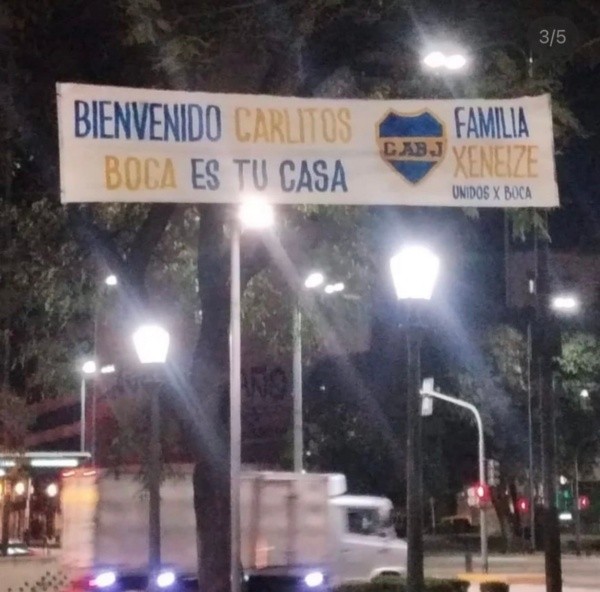 3/5
BIENVENIDO CARLITOS
BOCA ES TU CASA
CABJ
FAMILIA
XENEIZE
UNIDOS X BOCA